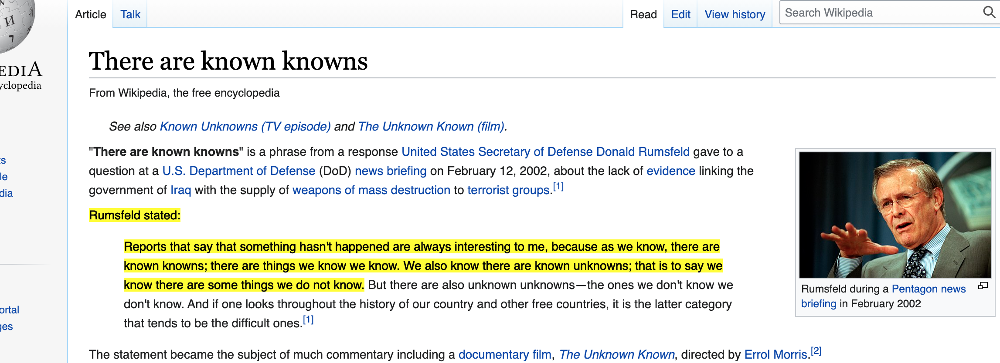 Article
Talk
Read
Edit
View history
Search Wikipedia
EDIA
yclopedia
There are known knowns
From Wikipedia, the free encyclopedia
See also Known Unknowns (TV episode) and The Unknown Known (film).
"There are known knowns" is a phrase from a response United States Secretary of Defense Donald Rumsfeld gave to a
question at a U.S. Department of Defense (DoD) news briefing on February 12, 2002, about the lack of evidence linking the
government of Iraq with the supply of weapons of mass destruction to terrorist groups.[1]
Rumsfeld stated:
Reports that say that something hasn't happened are always interesting to me, because as we know, there are
known knowns; there are things we know we know. We also know there are known unknowns; that is to say we
know there are some things we do not know. But there are also unknown unknowns—the ones we don't know we
don't know. And if one looks throughout the history of our country and other free countries, it is the latter category
that tends to be the difficult ones.[1]
The statement became the subject of much commentary including a documentary film, The Unknown Known, directed by Errol Morris.[2]
Rumsfeld during a Pentagon news
briefing in February 2002
ts
le
dia
ortal
ges